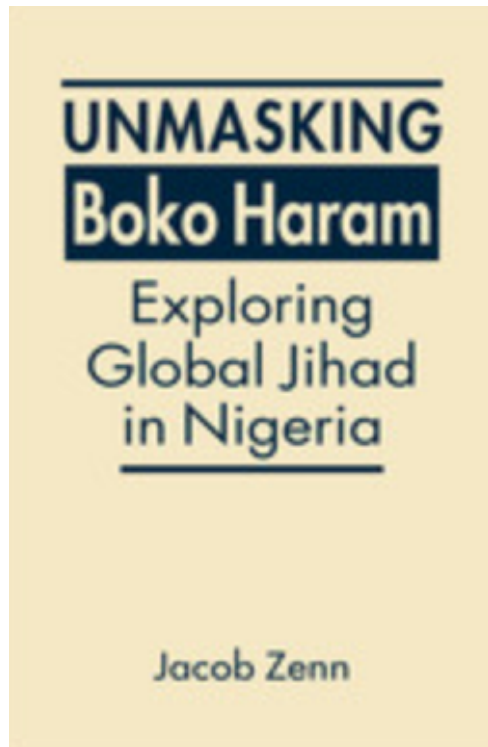 UNMASKING
Boko Haram
Exploring
Global Jihad
in Nigeria
Jacob Zenn